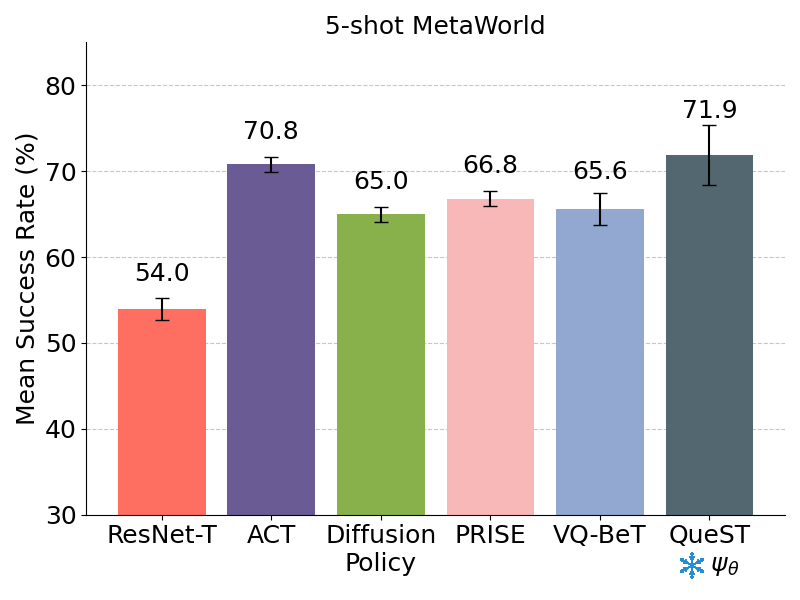 5-shot MetaWorld
Mean Success Rate (%)
80
70
60
50
40
30
54.0
70.8
65.0
66.8
65.6
71.9
ResNet-T
ACT
Diffusion
Policy
PRISE
VQ-BeT
QueST
ψθ